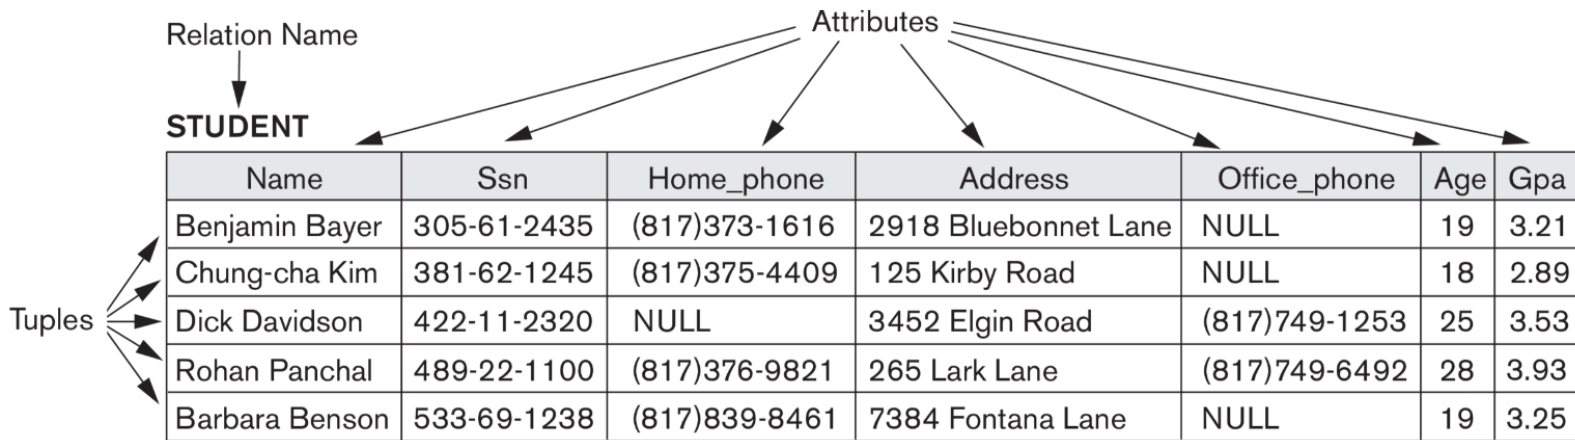 Attributes
Relation Name
STUDENT
Name Ssn Home_phone Address Office_phone Age Gpa
Benjamin Bayer 305-61-2435 (817)373-1616 2918 Bluebonnet Lane NULL 19 3.21
Chung-cha Kim 381-62-1245 (817)375-4409 125 Kirby Road NULL 18 2.89
Tuples Dick Davidson 422-11-2320 NULL 3452 Elgin Road (817)749-1253 25 3.53
Rohan Panchal 489-22-1100 (817)376-9821 265 Lark Lane (817)749-6492 28 3.93
Barbara Benson 533-69-1238 (817)839-8461 7384 Fontana Lane NULL 19 3.25